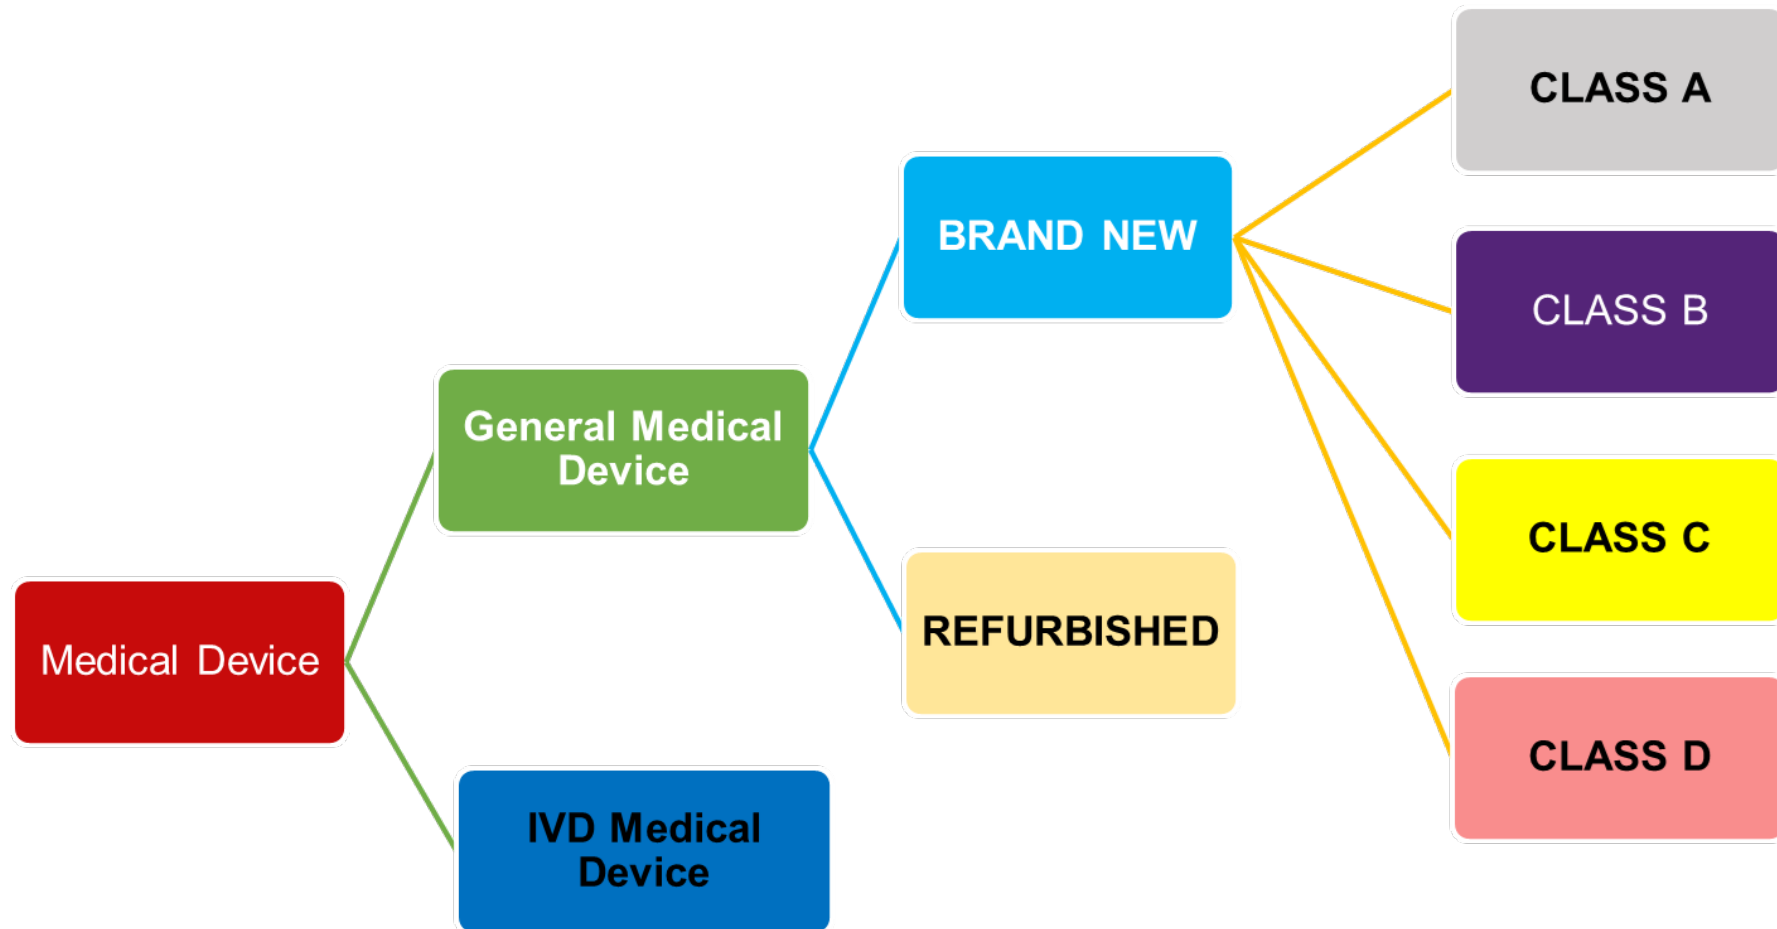 Medical Device
General Medical
Device
IVD Medical
Device
BRAND NEW
REFURBISHED
CLASS A
CLASS B
CLASS C
CLASS D